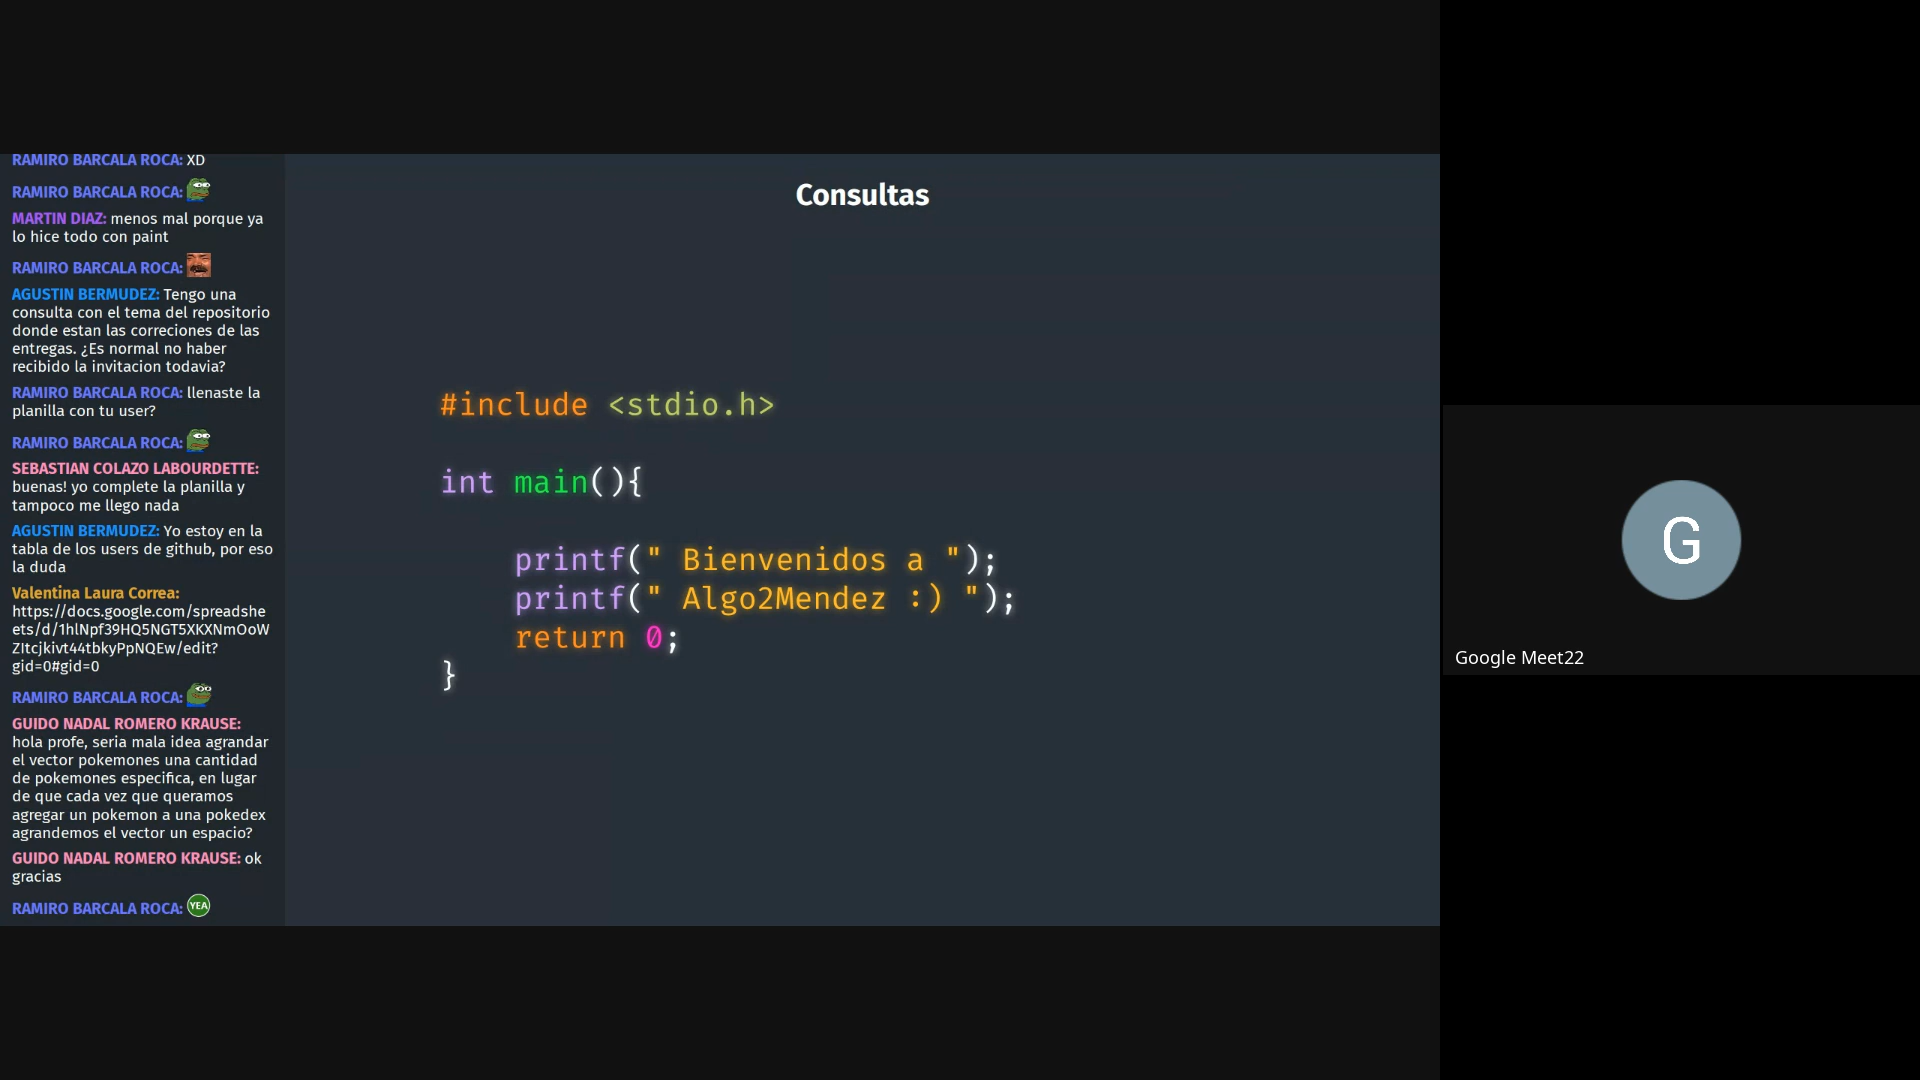 RAMIRO BARCALA ROCA: XD
RAMIRO BARCALA ROCA:
MARTIN DIAZ: menos mal porque ya
lo hice todo con paint
RAMIRO BARCALA ROCA:
AGUSTIN BERMUDEZ: Tengo una
consulta con el tema del repositorio
donde estan las correciones de las
entregas. ¿Es normal no haber
recibido la invitacion todavia?
RAMIRO BARCALA ROCA: llenaste la
planilla con tu user?
RAMIRO BARCALA ROCA:
SEBASTIAN COLAZO LABOURDETTE:
buenas! yo complete la planilla y
tampoco me llego nada
AGUSTIN BERMUDEZ: Yo estoy en la
tabla de los users de github, por eso
la duda
Valentina Laura Correa:
https://docs.google.com/spreadshe
ets/d/1hlNpf39HQ5NGT5XKXNmOoW
ZItcjkivt44tbkyPpNQEw/edit?
gid=0#gid=0
RAMIRO BARCALA ROCA:
GUIDO NADAL ROMERO KRAUSE:
hola profe, seria mala idea agrandar
el vector pokemones una cantidad
de pokemones especifica, en lugar
de que cada vez que queramos
agregar un pokemon a una pokedex
agrandemos el vector un espacio?
GUIDO NADAL ROMERO KRAUSE: ok
gracias
RAMIRO BARCALA ROCA: YEA
Consultas
#include <stdio.h>
int main(){
printf(" Bienvenidos a ");
printf(" Algo2Mendez :) ");
return 0;
}
G
Google Meet22